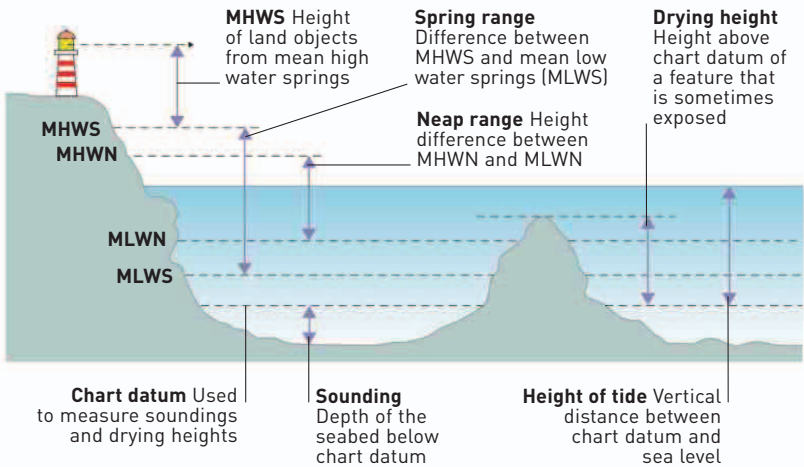 MHWS Height
of land objects
from mean high
water springs
Spring range
Difference between
MHWS and mean low
water springs (MLWS)
Neap range Height
difference between
MHWN and MLWN
Drying height
Height above
chart datum of
a feature that
is sometimes
exposed
MHWS
MHWN
MLWN
MLWS
Chart datum Used
to measure soundings
and drying heights
Sounding
Depth of the
seabed below
chart datum
Height of tide Vertical
distance between
chart datum and
sea level